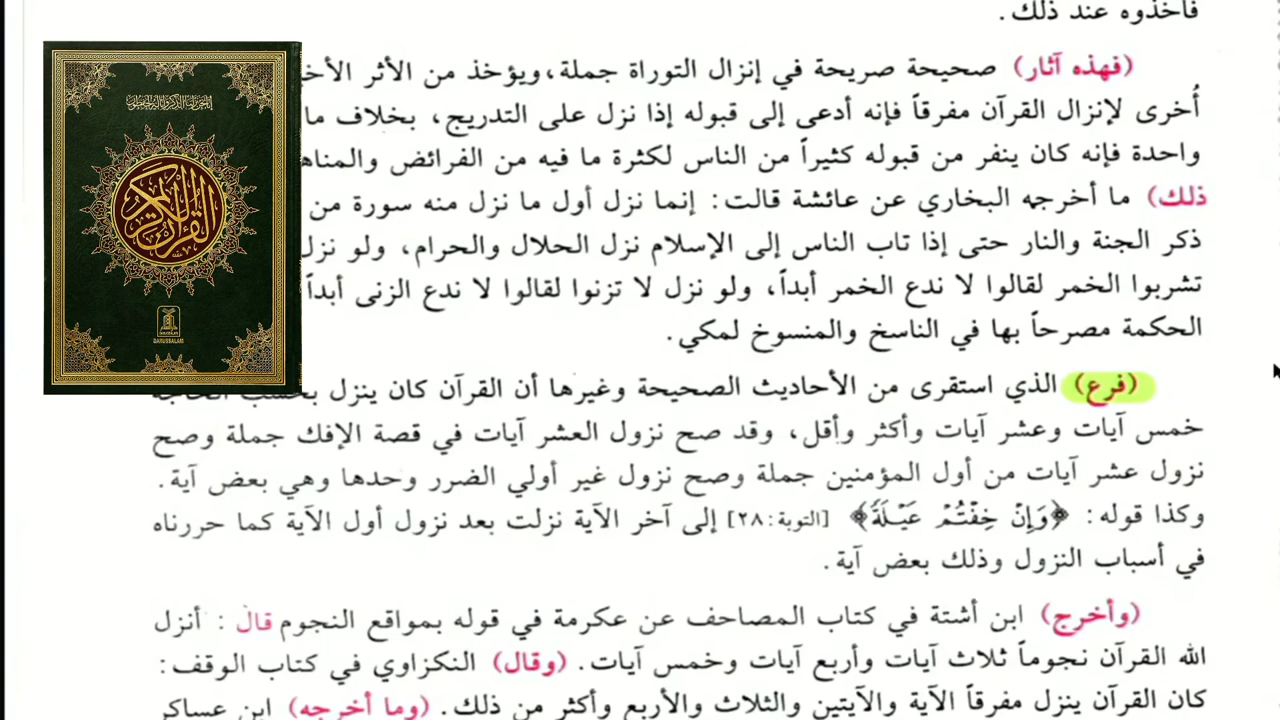 فاخذوه عند ذلك.
(فهذه آثار) صحيحة صريحة في إنزال التوراة جملة، ويؤخذ من الأثر
أُخرى لإنزال القرآن مفرقاً فإنه أدعى إلى قبوله إذا نزل على التدريج، بخلاف ما
واحدة فإنه كان ينفر من قبوله كثيراً من الناس لكثرة ما فيه من الفرائض
ذلك) ما أخرجه البخاري عن عائشة قالت: إنما نزل أول ما نزل منه سورة من
ذكر الجنة والنار حتى إذا تاب الناس إلى الإسلام نزل الحلال والحرام، ولو نزل
تشربوا الخمر لقالوا لا ندع الخمر أبداً، ولو نزل لا تزنوا لقالوا لا ندع الزنى أبداً
الحكمة مصرحاً بها في الناسخ والمنسوخ لمكي.
(فرع) الذي استقرى من الأحاديث الصحيحة وغيرها أن القرآن كان ينزل بحسب الحاجة
خمس آيات وعشر آيات وأكثر وأقل، وقد صح نزول العشر آيات في قصة الإفك جملة وصح
نزول عشر آيات من أول المؤمنين جملة وصح نزول غير أولي الضرر وحدها وهي بعض آية.
وكذا قوله: ﴿وَإِنْ خِفْتُمْ عَيْلَةً﴾ [التوبة: ٢٨] إلى آخر الآية نزلت بعد نزول أول الآية كما حررناه
في أسباب النزول وذلك بعض آية.
(وأخرج) ابن أشتة في كتاب المصاحف عن عكرمة في قوله بمواقع النجوم قال: أنزل
الله القرآن نجوماً ثلاث آيات وأربع آيات وخمس آيات. (وقال) النكزاوي في كتاب الوقف:
كان القرآن ينزل مفرقاً الآية والآيتين والثلاث والأربع وأكثر من ذلك. (وما أخرجه) ابن عساكر
القرآن الكريم
DARUSSALAM